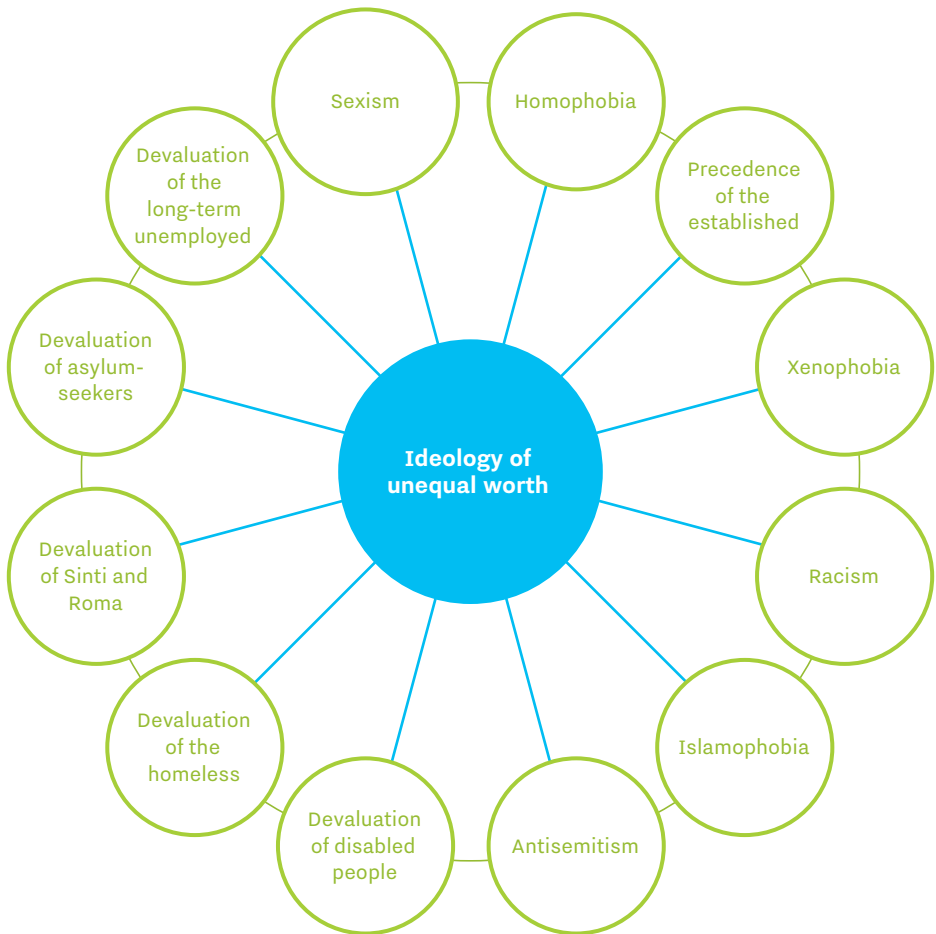 Sexism
Homophobia
Precedence
of the
established
Xenophobia
Racism
Islamophobia
Antisemitism
Devaluation
of disabled
people
Devaluation
of the
homeless
Devaluation
of Sinti and
Roma
Devaluation
of asylum-
seekers
Devaluation
of the
long-term
unemployed
Ideology of
unequal worth